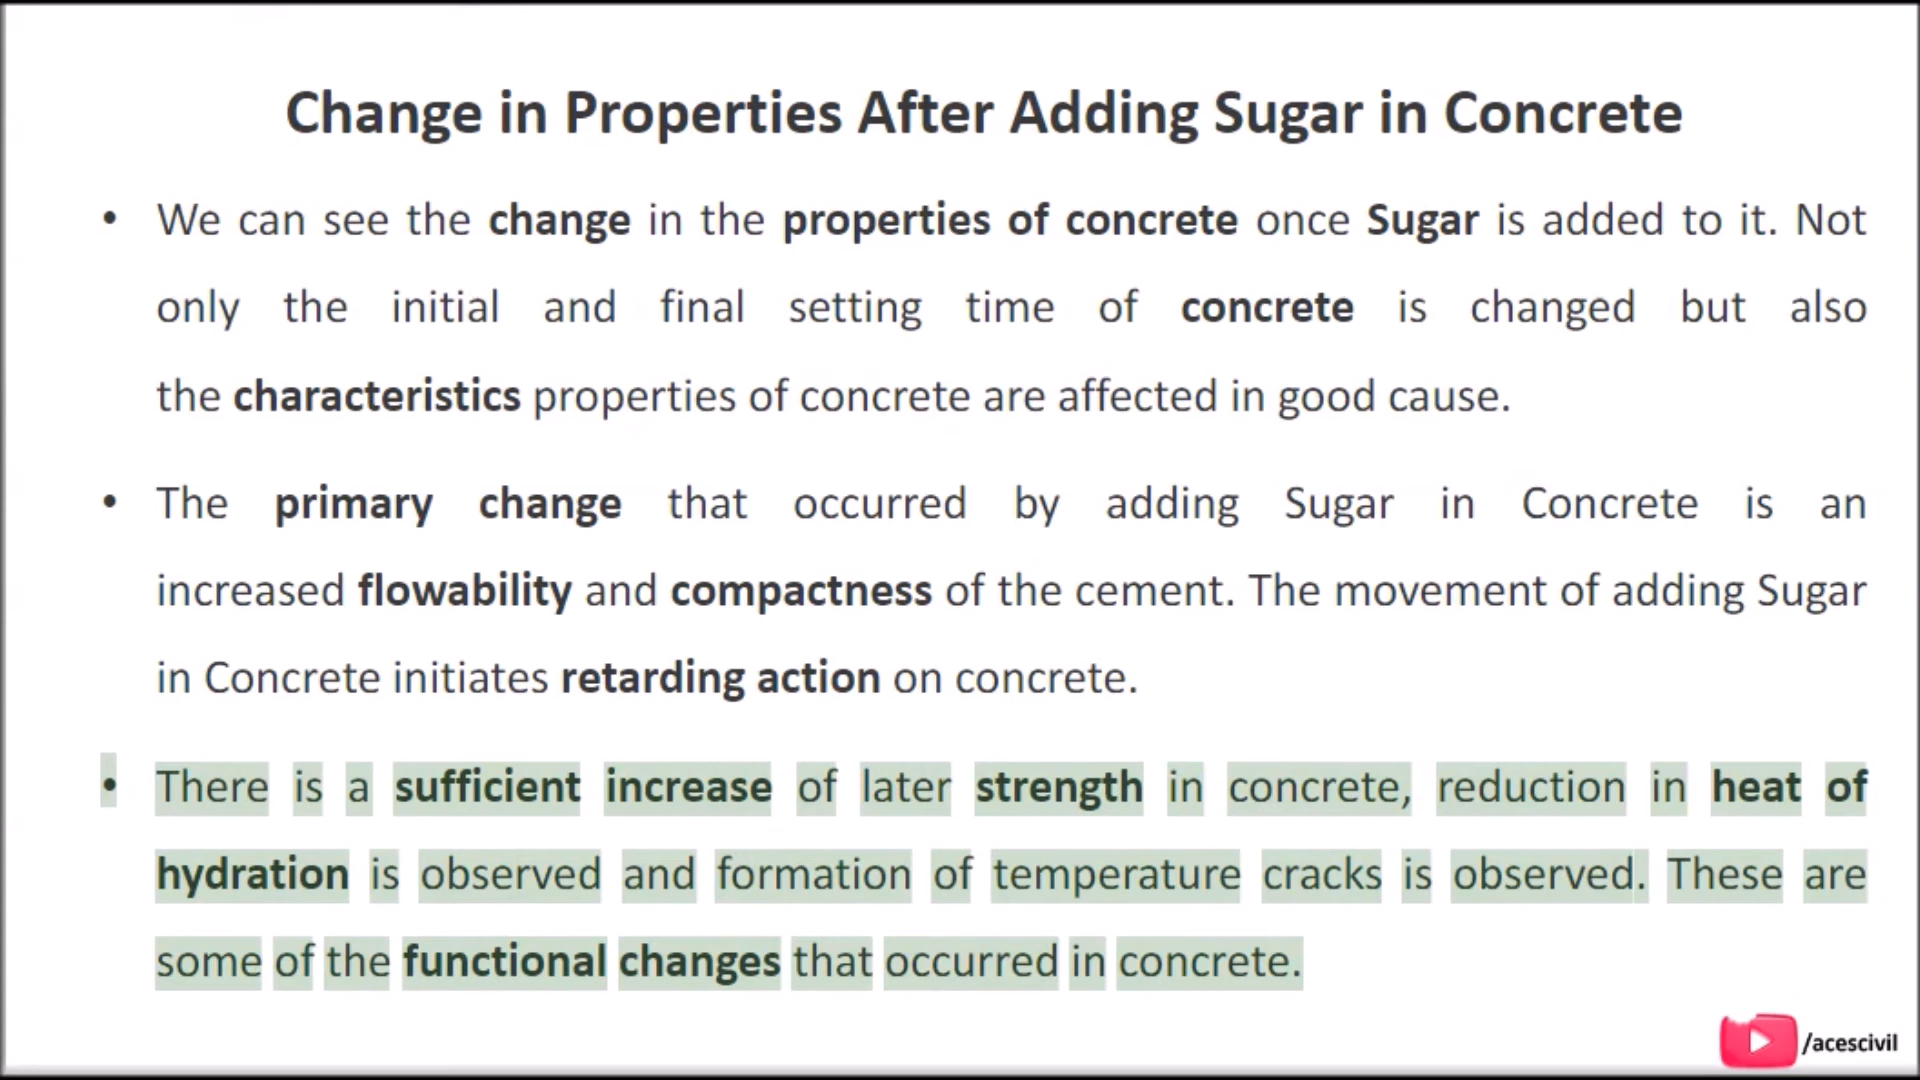 Change in Properties After Adding Sugar in Concrete
• We can see the change in the properties of concrete once Sugar is added to it. Not
only the initial and final setting time of concrete is changed but also
the characteristics properties of concrete are affected in good cause.
• The primary change that occurred by adding Sugar in Concrete is an
increased flowability and compactness of the cement. The movement of adding Sugar
in Concrete initiates retarding action on concrete.
• There is a sufficient increase of later strength in concrete, reduction in heat of
hydration is observed and formation of temperature cracks is observed. These are
some of the functional changes that occurred in concrete.
/acescivil